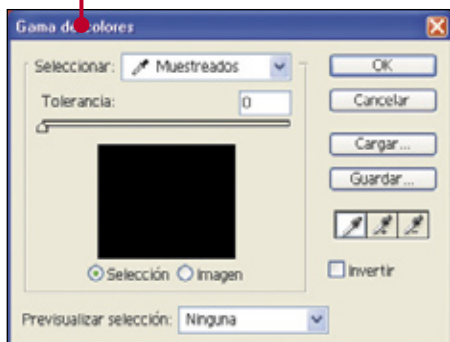 Gama de colores
Seleccionar: Muestreados
Tolerancia: 0
Selección Imagen
Previsualizar selección: Ninguna
OK
Cancelar
Cargar...
Guardar...
Invertir